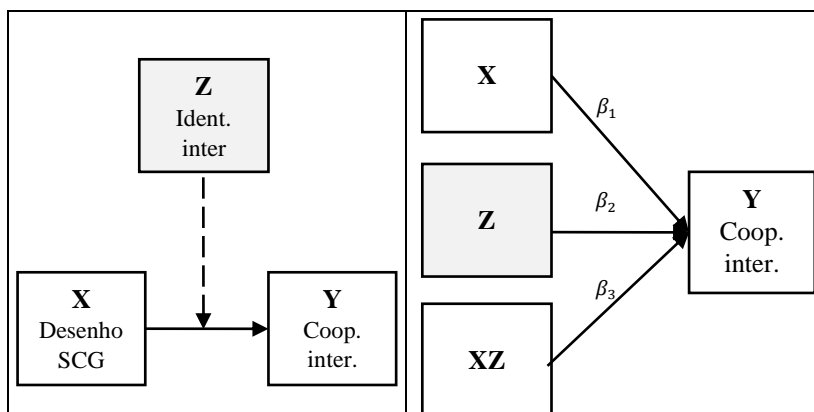 Z
Ident.
inter
X
Desenho
SCG
Y
Coop.
inter.
X
β₁
Z
β₂
Y
Coop.
inter.
β₃
XZ